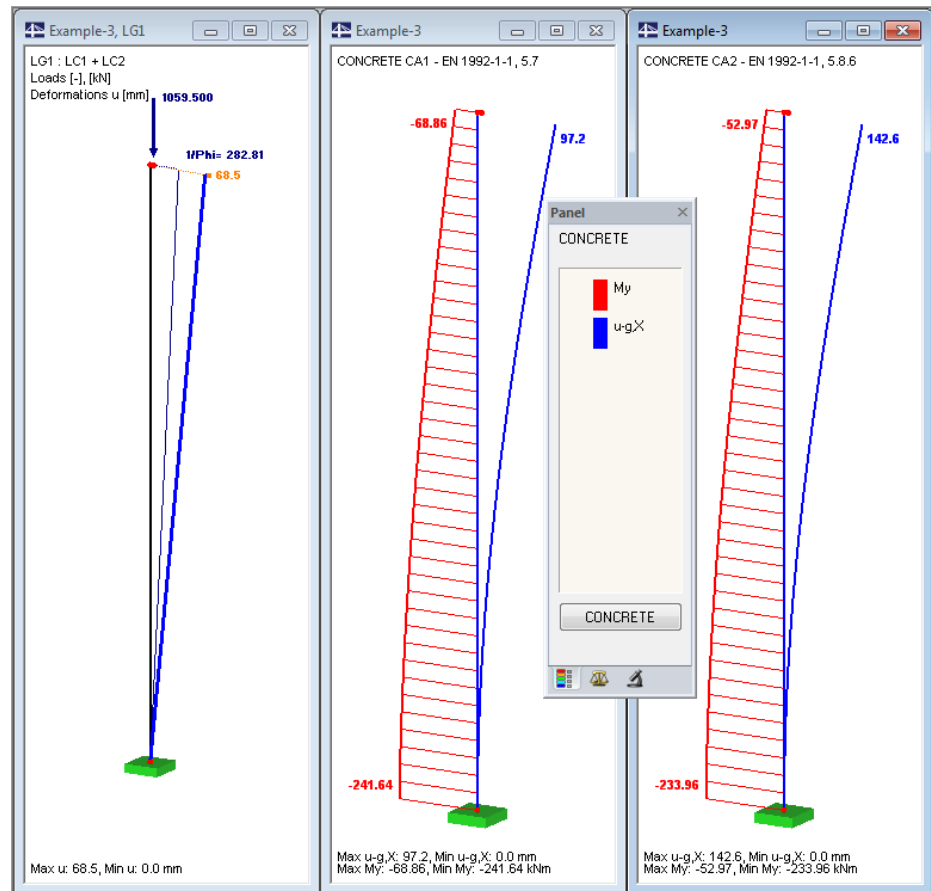 Example-3, LG1
LG1 : LC1 + LC2
Loads [-], [kN]
Deformations u [mm]
1059.500
1/Phi= 282.81
68.5
Max u: 68.5, Min u: 0.0 mm
Example-3
CONCRETE CA1 - EN 1992-1-1, 5.7
-68.86
97.2
-241.64
Max u-g,X: 97.2, Min u-g,X: 0.0 mm
Max My: -68.86, Min My: -241.64 kNm
Panel
CONCRETE
My
u-g,X
CONCRETE
Example-3
CONCRETE CA2 - EN 1992-1-1, 5.8.6
-52.97
142.6
-233.96
Max u-g,X: 142.6, Min u-g,X: 0.0 mm
Max My: -52.97, Min My: -233.96 kNm